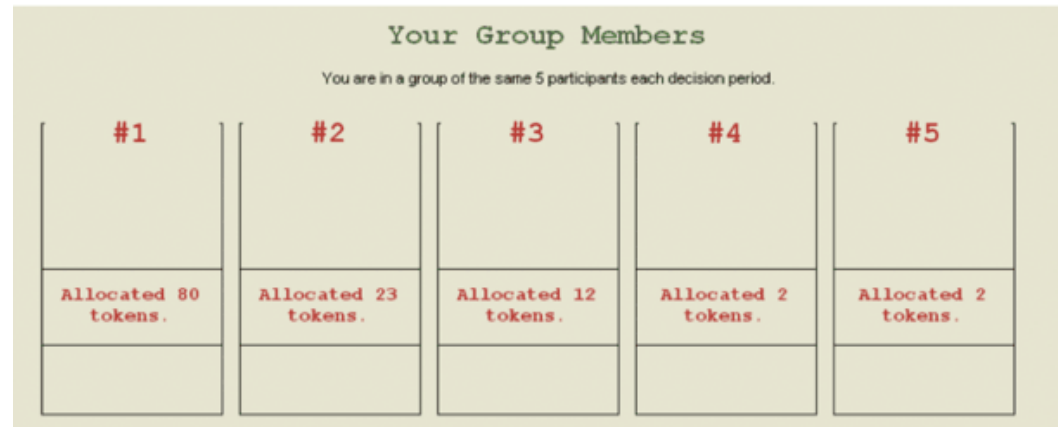 Your Group Members
You are in a group of the same 5 participants each decision period.
#1 #2 #3 #4 #5
Allocated 80 Allocated 23 Allocated 12 Allocated 2 Allocated 2
tokens. tokens. tokens. tokens. tokens.